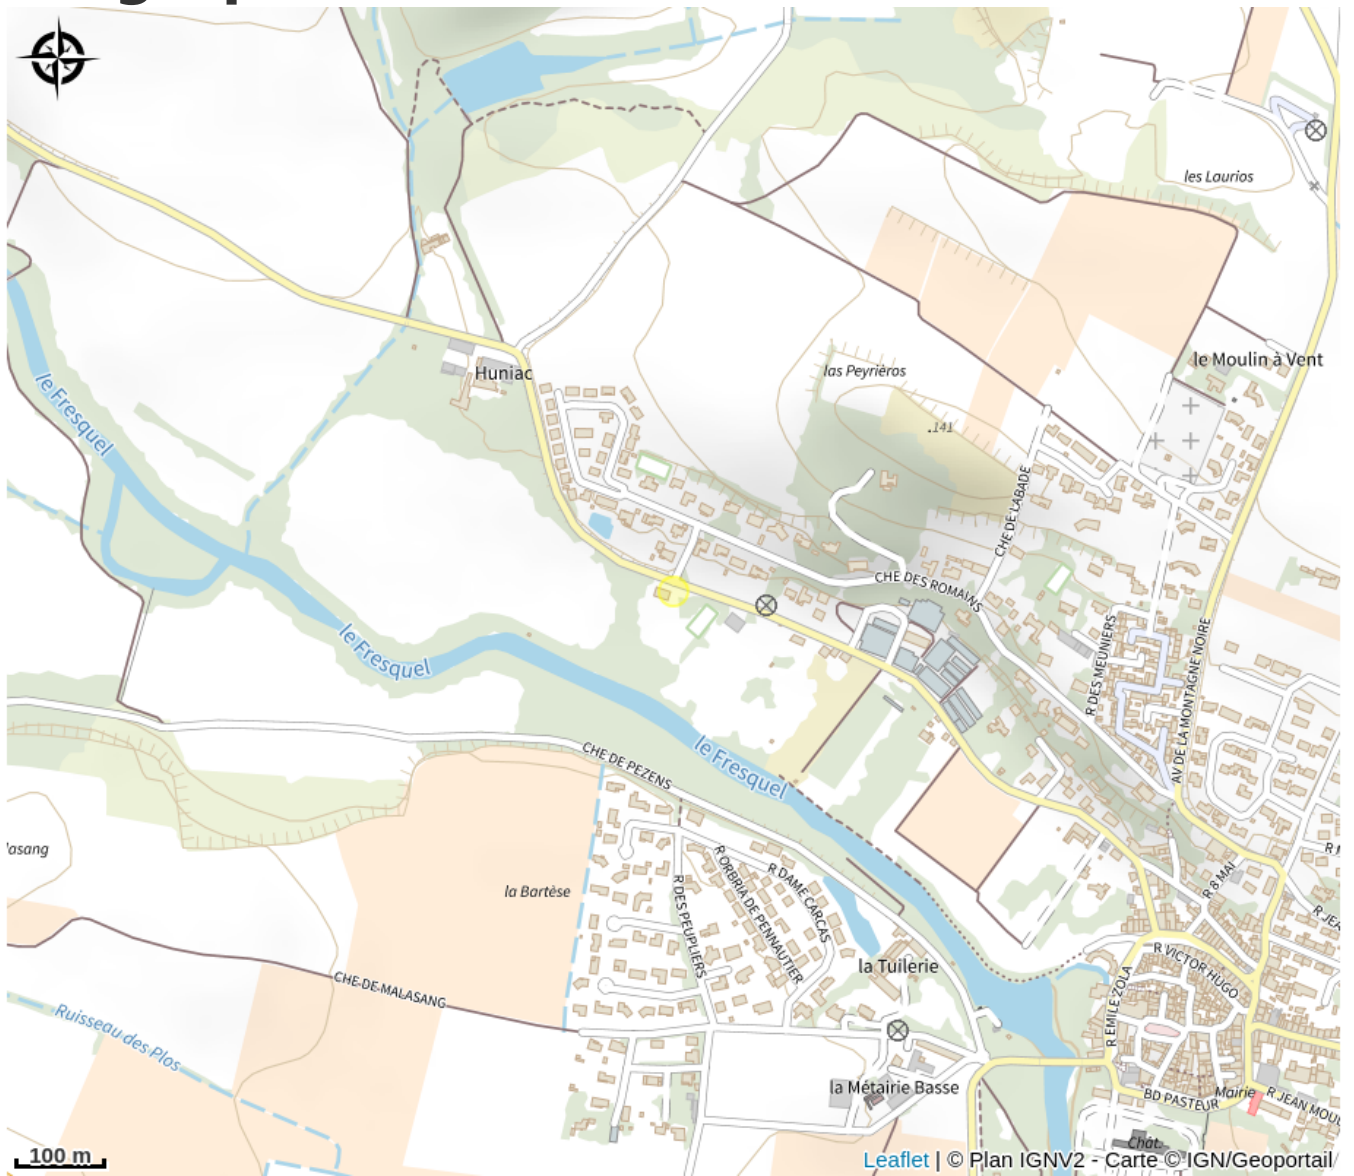 les Laurios
le Moulin à Vent
las Peyrièros
Huniac
.141
le Fresquel
CHE DE LABADE
CHE DES ROMAINS
le Fresquel
R DES MEUNIERS
AV DE LA MONTAGNE NOIRE
le Fresquel
CHE DE PEZENS
lasang
la Bartèse
R DES PEUPLIERS
R ORBRIA DE PENNAUTIER
R DAME CARCAS
R 8 MAI
la Tuilerie
R VICTOR HUGO
R EMILE ZOLA
CHE DE MALASANG
Ruisseau des Plos
la Métairie Basse
BD PASTEUR
Mairie
R JEAN MOUL
Chât.
100 m
Leaflet | © Plan IGNV2 - Carte © IGN/Geoportail